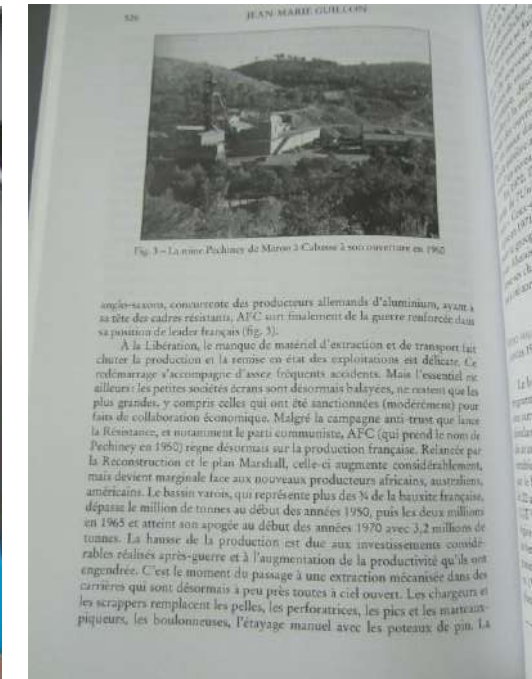 526
JEAN-MARIE GUILLON
Fig. 3 – La mine Pechiney de Maron à Cabasse à son ouverture en 1960
anglo-saxons, concurrente des producteurs allemands d'aluminium, ayant à
sa tête des cadres résistants, AFC sort finalement de la guerre renforcée dans
sa position de leader français (fig. 3).
À la Libération, le manque de matériel d'extraction et de transport fait
chuter la production et la remise en état des exploitations est délicate. Ce
redémarrage s'accompagne d'assez fréquents accidents. Mais l'essentiel est
ailleurs : les petites sociétés écrans sont désormais balayées, ne restent que les
plus grandes, y compris celles qui ont été sanctionnées (modérément) pour
faits de collaboration économique. Malgré la campagne anti-trust que lance
la Résistance, et notamment le parti communiste, AFC (qui prend le nom de
Pechiney en 1950) règne désormais sur la production française. Relancée par
la Reconstruction et le plan Marshall, celle-ci augmente considérablement,
mais devient marginale face aux nouveaux producteurs africains, australiens,
américains. Le bassin varois, qui représente plus des ¾ de la bauxite française,
dépasse le million de tonnes au début des années 1950, puis les deux millions
en 1965 et atteint son apogée au début des années 1970 avec 3,2 millions de
tonnes. La hausse de la production est due aux investissements considé-
rables réalisés après-guerre et à l'augmentation de la productivité qu'ils ont
engendrée. C'est le moment du passage à une extraction mécanisée dans des
carrières qui sont désormais à peu près toutes à ciel ouvert. Les chargeurs et
les scrappers remplacent les pelles, les perforatrices, les pics et les marteaux-
piqueurs, les boulonneuses, l'étayage manuel avec les poteaux de pin. La